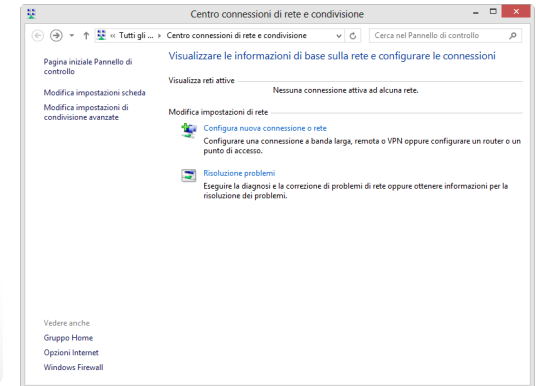 Centro connessioni di rete e condivisione
« Tutti gli ... ▸ Centro connessioni di rete e condivisione
Cerca nel Pannello di controllo
Pagina iniziale Pannello di
controllo
Modifica impostazioni scheda
Modifica impostazioni di
condivisione avanzate
Visualizzare le informazioni di base sulla rete e configurare le connessioni
Visualizza reti attive
Nessuna connessione attiva ad alcuna rete.
Modifica impostazioni di rete
Configura nuova connessione o rete
Configurare una connessione a banda larga, remota o VPN oppure configurare un router o un
punto di accesso.
Risoluzione problemi
Eseguire la diagnosi e la correzione di problemi di rete oppure ottenere informazioni per la
risoluzione dei problemi.
Vedere anche
Gruppo Home
Opzioni Internet
Windows Firewall